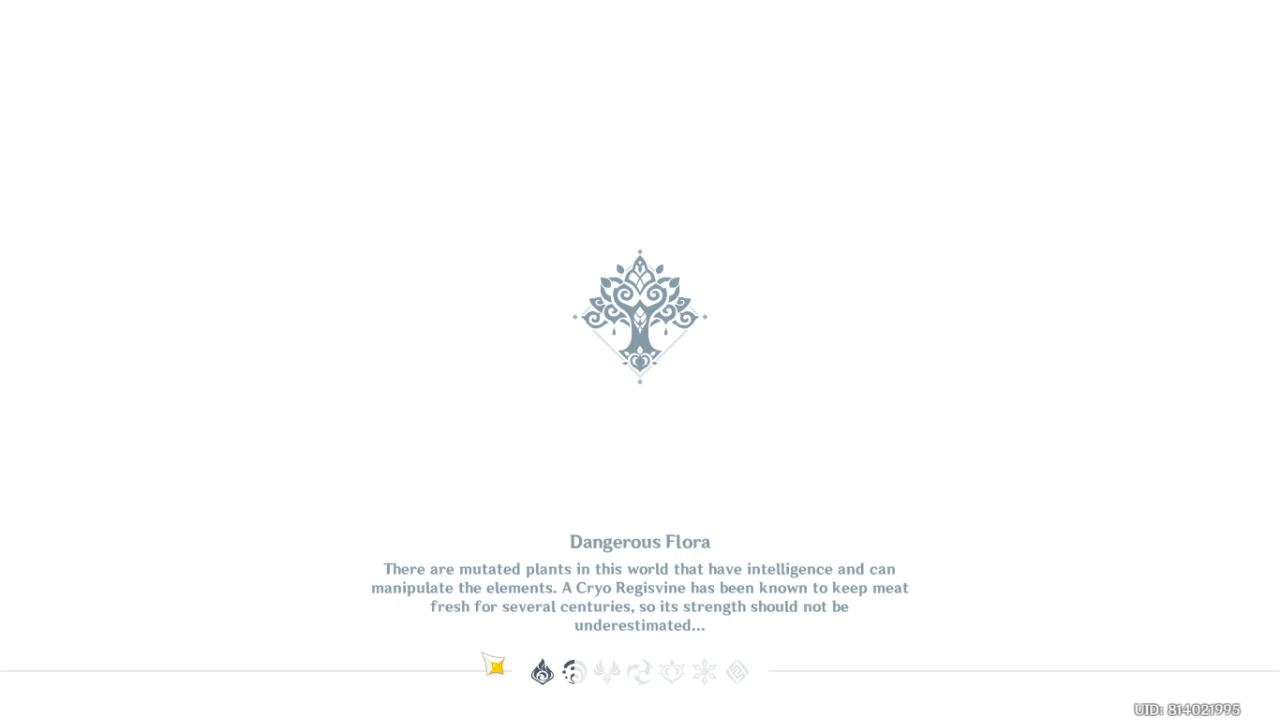 Dangerous Flora
There are mutated plants in this world that have intelligence and can
manipulate the elements. A Cryo Regisvine has been known to keep meat
fresh for several centuries, so its strength should not be
underestimated...
UID: 814021995